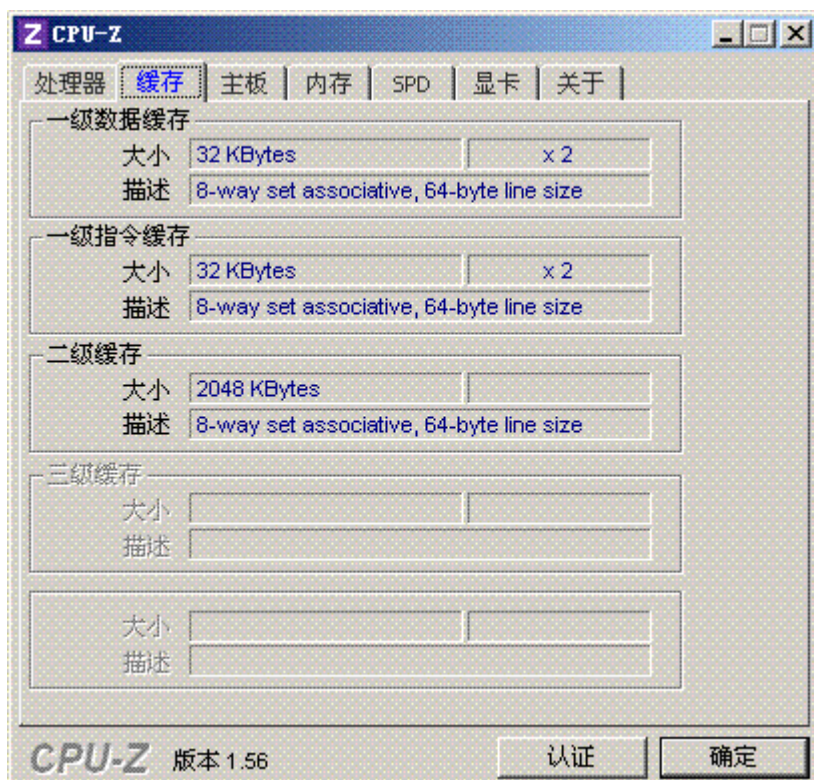 Z CPU-Z
处理器 缓存 主板 内存 SPD 显卡 关于
一级数据缓存
大小 32 KBytes x 2
描述 8-way set associative, 64-byte line size
一级指令缓存
大小 32 KBytes x 2
描述 8-way set associative, 64-byte line size
二级缓存
大小 2048 KBytes
描述 8-way set associative, 64-byte line size
三级缓存
大小
描述
大小
描述
CPU-Z 版本 1.56 认证 确定